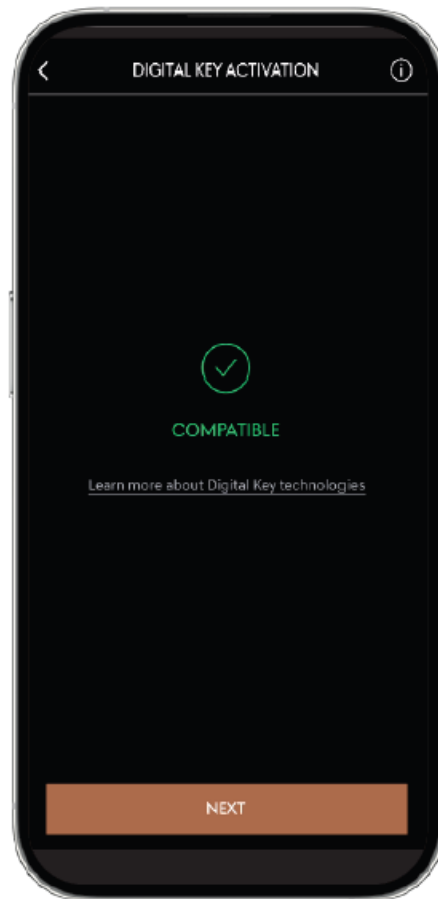 DIGITAL KEY ACTIVATION
COMPATIBLE
Learn more about Digital Key technologies
NEXT